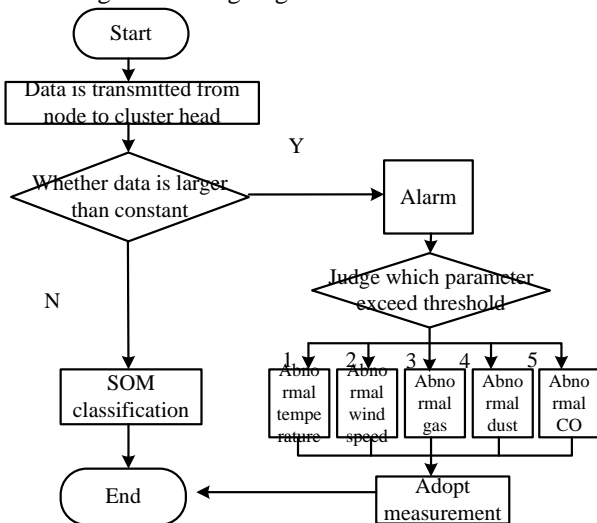 Start
Data is transmitted from
node to cluster head
Y
Whether data is larger
than constant
Alarm
Judge which parameter
exceed threshold
N
1
2
3
4
5
Abno
rmal
tempe
rature
Abno
rmal
wind
speed
Abno
rmal
gas
Abno
rmal
dust
Abno
rmal
CO
SOM
classification
End
Adopt
measurement